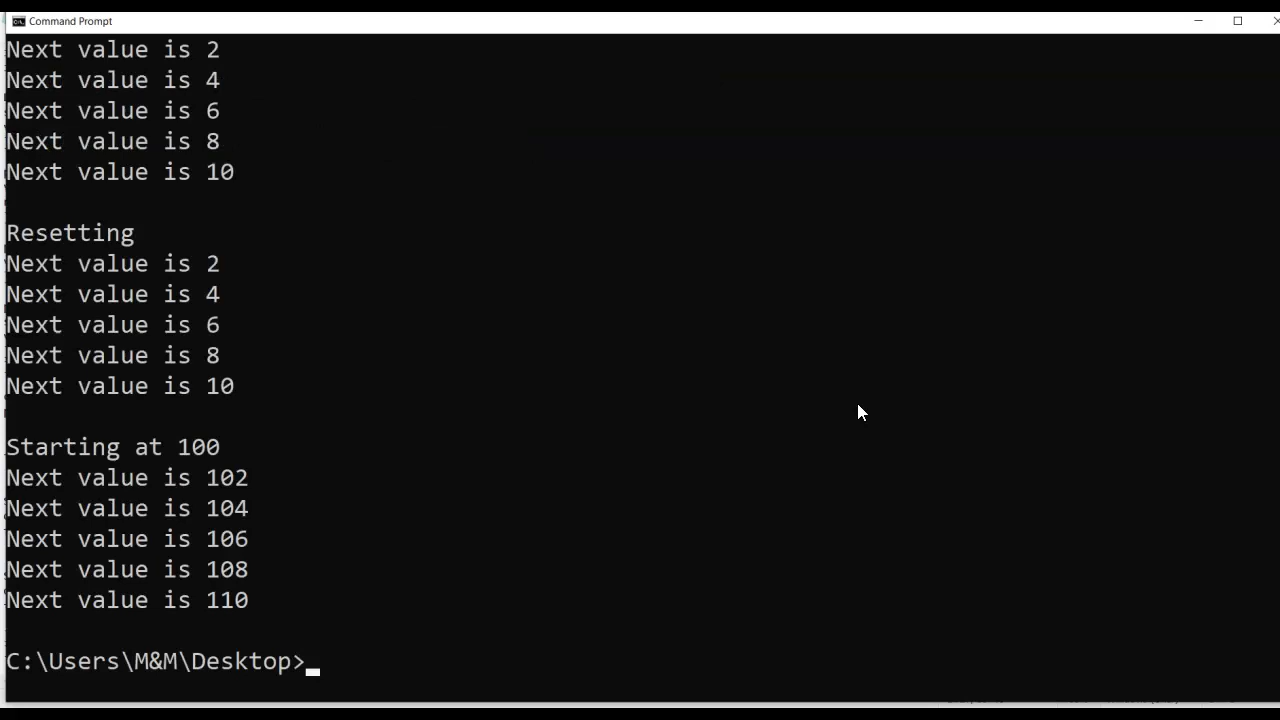 Command Prompt
Next value is 2
Next value is 4
Next value is 6
Next value is 8
Next value is 10
Resetting
Next value is 2
Next value is 4
Next value is 6
Next value is 8
Next value is 10
Starting at 100
Next value is 102
Next value is 104
Next value is 106
Next value is 108
Next value is 110
C:\Users\M&M\Desktop>